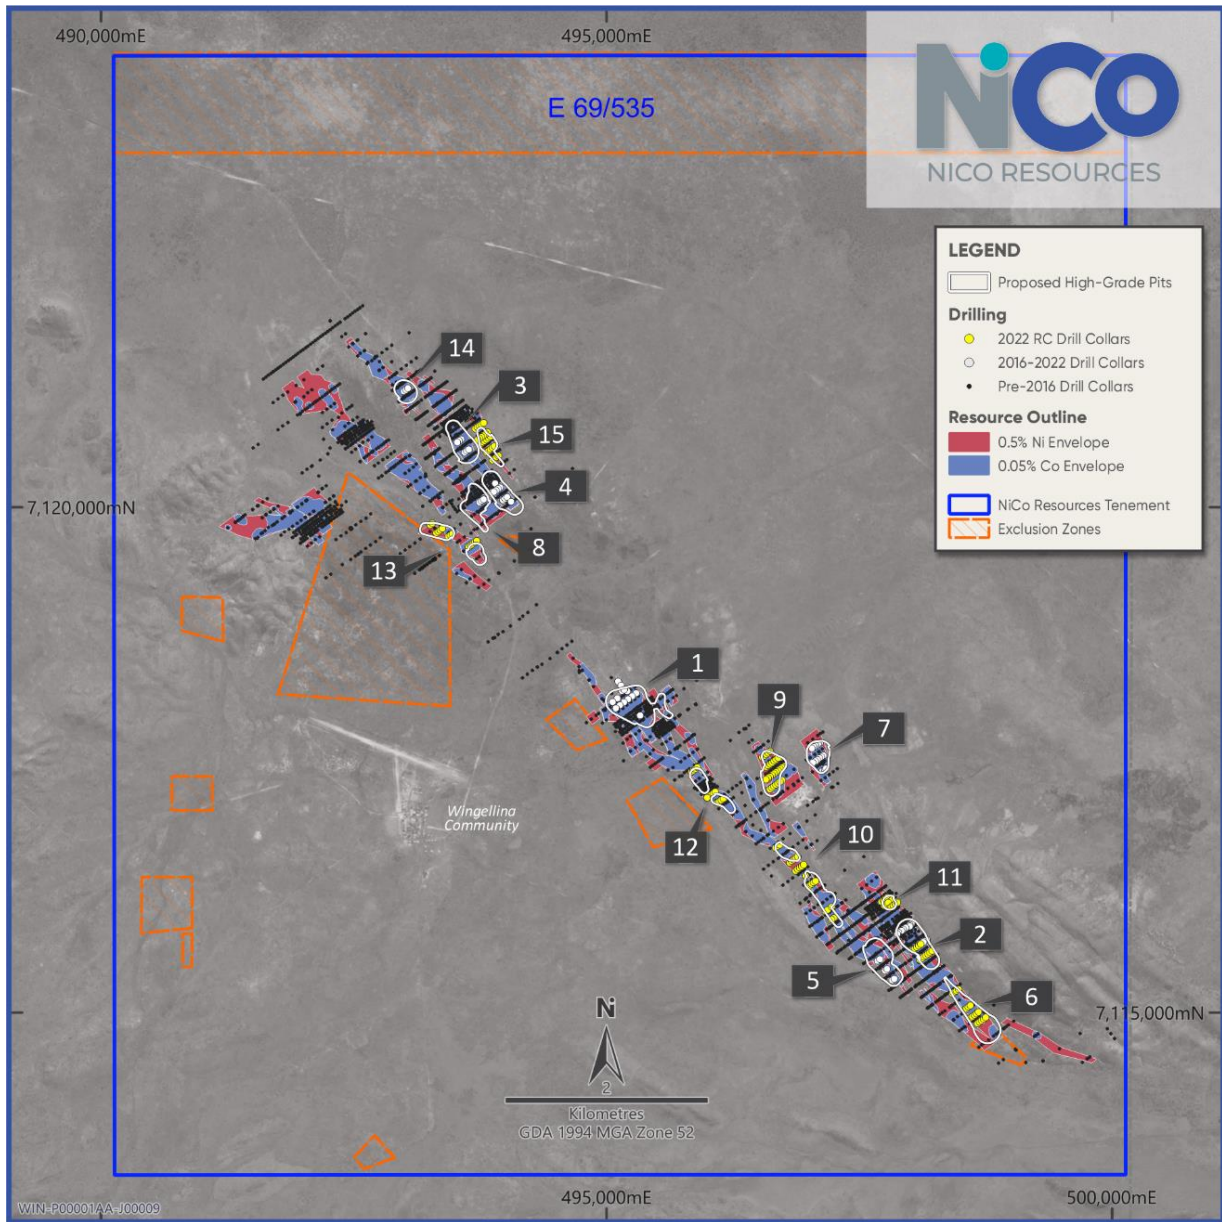 490,000mE
495,000mE
E 69/535
NiCo
NICO RESOURCES
LEGEND
Proposed High-Grade Pits
Drilling
2022 RC Drill Collars
2016-2022 Drill Collars
Pre-2016 Drill Collars
Resource Outline
0.5% Ni Envelope
0.05% Co Envelope
NiCo Resources Tenement
Exclusion Zones
14
3
15
4
7,120,000mN
8
13
1
9
7
Wingellina
Community
12
10
11
2
5
6
7,115,000mN
N
2
Kilometres
GDA 1994 MGA Zone 52
495,000mE
500,000mE
WIN-P00001AA-J00009